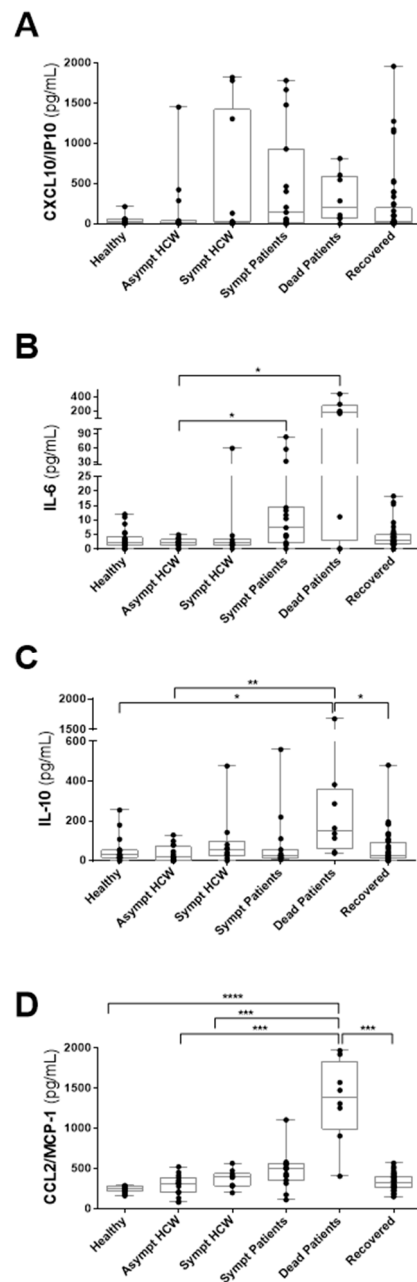 A
CXCL10/IP10 (pg/mL)
2000
1500
1000
500
0
Healthy
Asympt HCW
Sympt HCW
Sympt Patients
Dead Patients
Recovered
B
IL-6 (pg/mL)
400
200
90
60
30
25
20
15
10
5
0
*
*
Healthy
Asympt HCW
Sympt HCW
Sympt Patients
Dead Patients
Recovered
C
IL-10 (pg/mL)
2000
1500
600
400
200
0
**
*
*
Healthy
Asympt HCW
Sympt HCW
Sympt Patients
Dead Patients
Recovered
D
CCL2/MCP-1 (pg/mL)
2000
1500
1000
500
0
****
***
***
***
Healthy
Asympt HCW
Sympt HCW
Sympt Patients
Dead Patients
Recovered